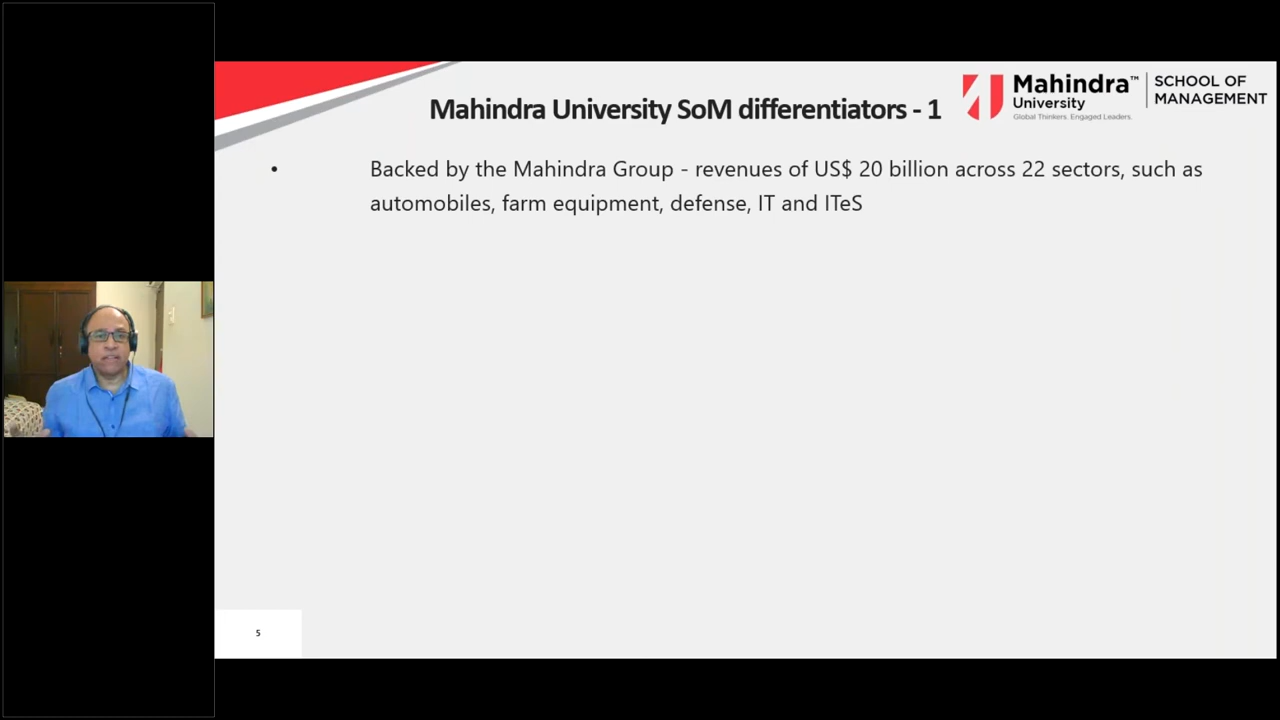 Mahindra University SoM differentiators - 1
Mahindra™
University
Global Thinkers. Engaged Leaders.
SCHOOL OF
MANAGEMENT
• Backed by the Mahindra Group - revenues of US$ 20 billion across 22 sectors, such as
automobiles, farm equipment, defense, IT and ITeS
5